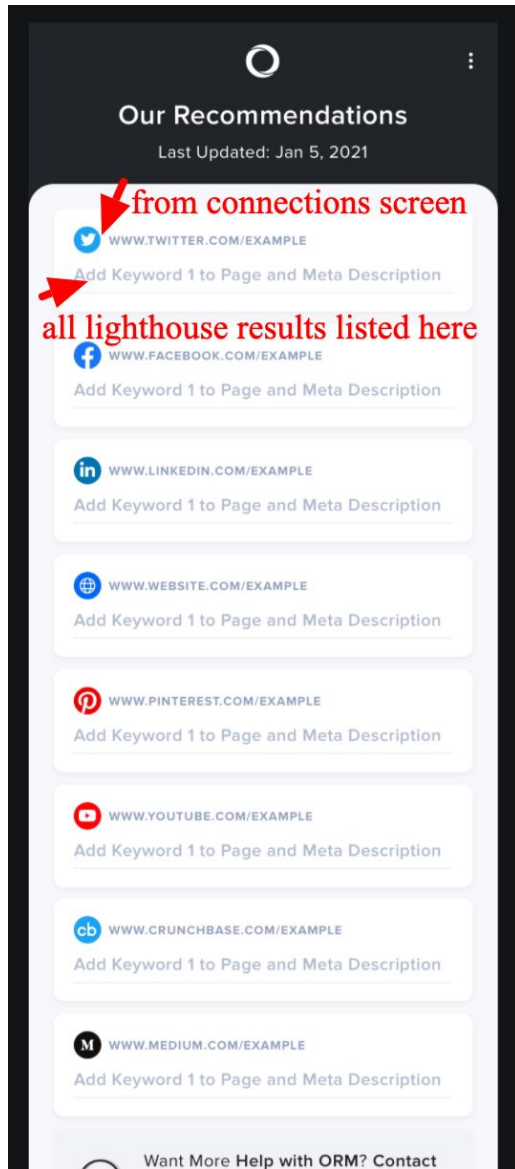 Our Recommendations
Last Updated: Jan 5, 2021
from connections screen
WWW.TWITTER.COM/EXAMPLE
Add Keyword 1 to Page and Meta Description
all lighthouse results listed here
WWW.FACEBOOK.COM/EXAMPLE
Add Keyword 1 to Page and Meta Description
in WWW.LINKEDIN.COM/EXAMPLE
Add Keyword 1 to Page and Meta Description
WWW.WEBSITE.COM/EXAMPLE
Add Keyword 1 to Page and Meta Description
WWW.PINTEREST.COM/EXAMPLE
Add Keyword 1 to Page and Meta Description
WWW.YOUTUBE.COM/EXAMPLE
Add Keyword 1 to Page and Meta Description
cb WWW.CRUNCHBASE.COM/EXAMPLE
Add Keyword 1 to Page and Meta Description
M WWW.MEDIUM.COM/EXAMPLE
Add Keyword 1 to Page and Meta Description
Want More Help with ORM? Contact